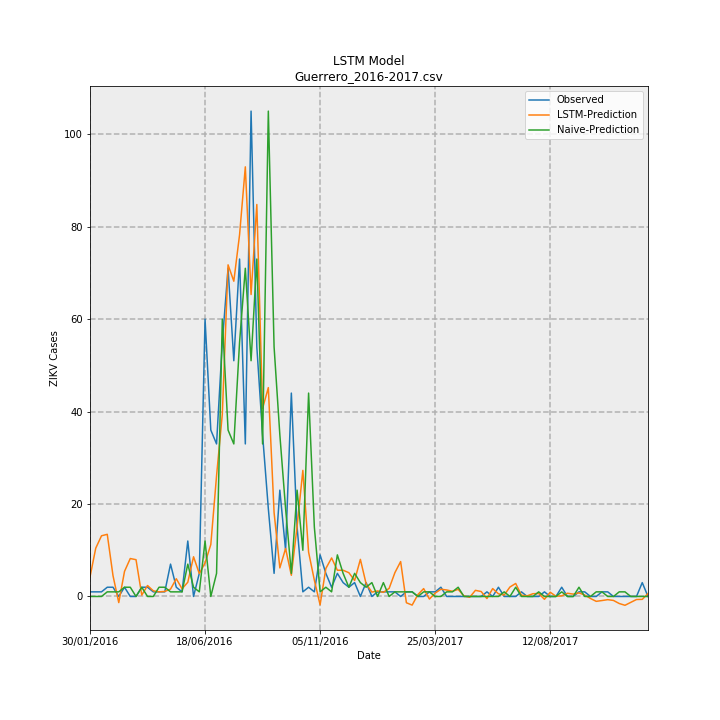 LSTM Model
Guerrero_2016-2017.csv
Observed
LSTM-Prediction
Naive-Prediction
100
80
60
40
20
0
ZIKV Cases
30/01/2016
18/06/2016
05/11/2016
25/03/2017
12/08/2017
Date